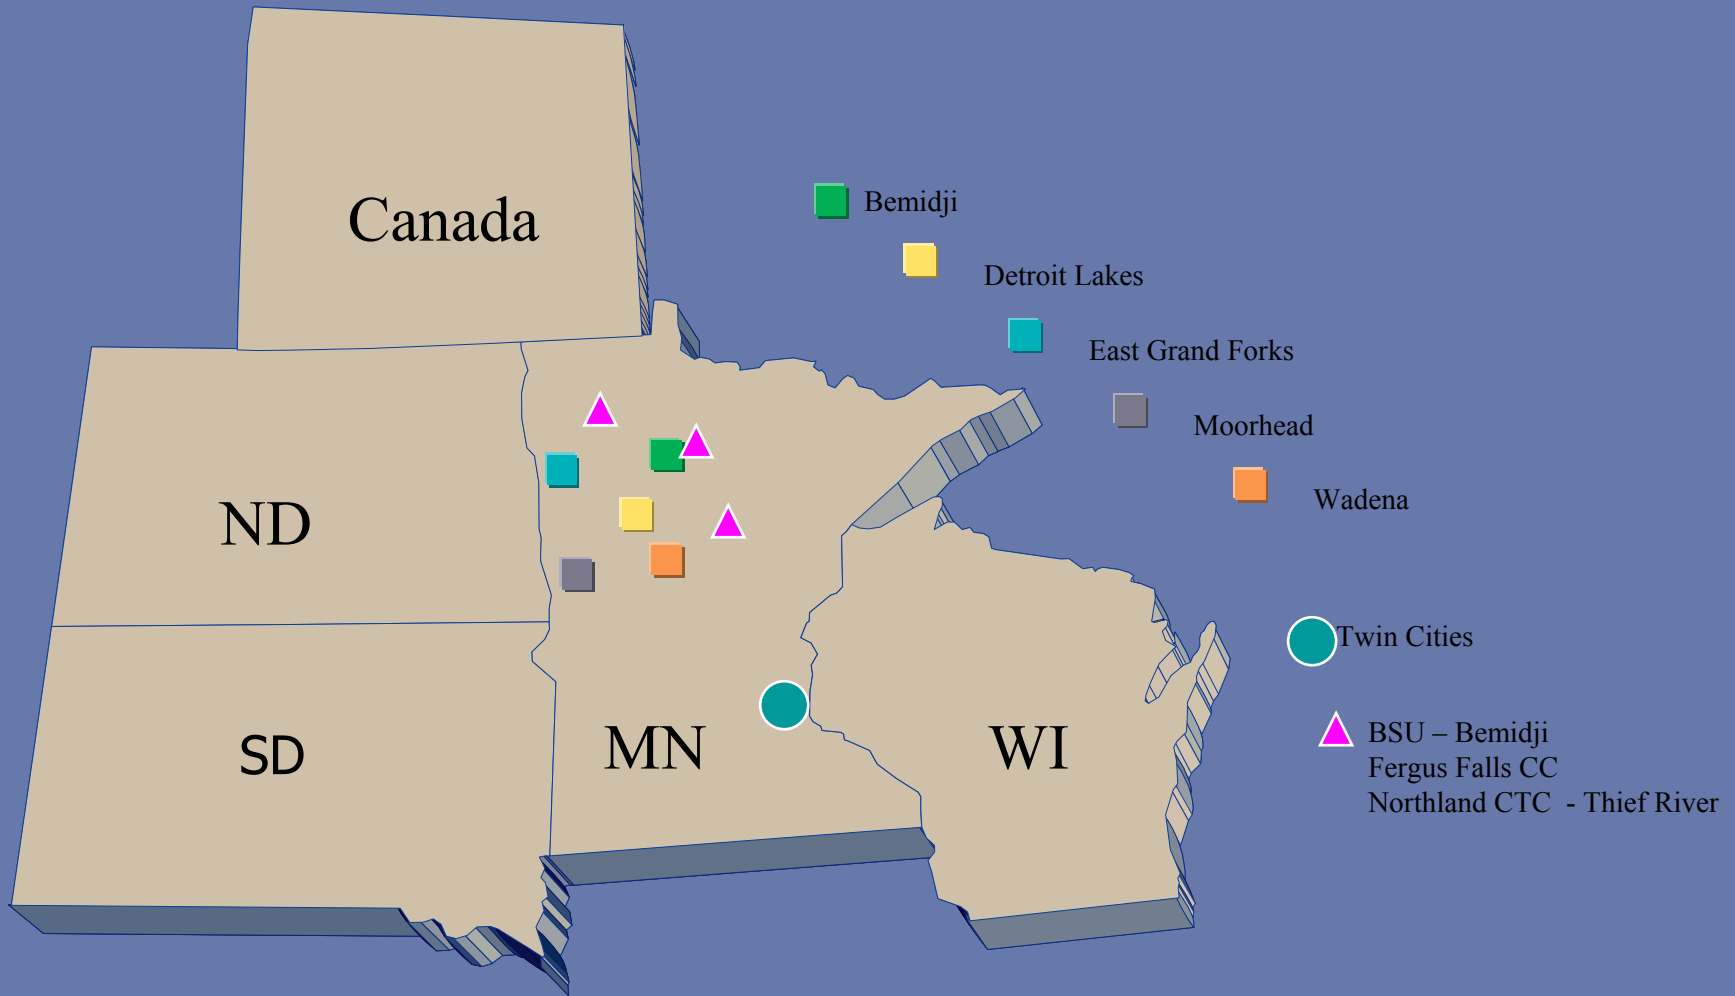 Canada
Bemidji
Detroit Lakes
East Grand Forks
Moorhead
Wadena
ND
Twin Cities
SD
MN
WI
BSU – Bemidji
Fergus Falls CC
Northland CTC  - Thief River